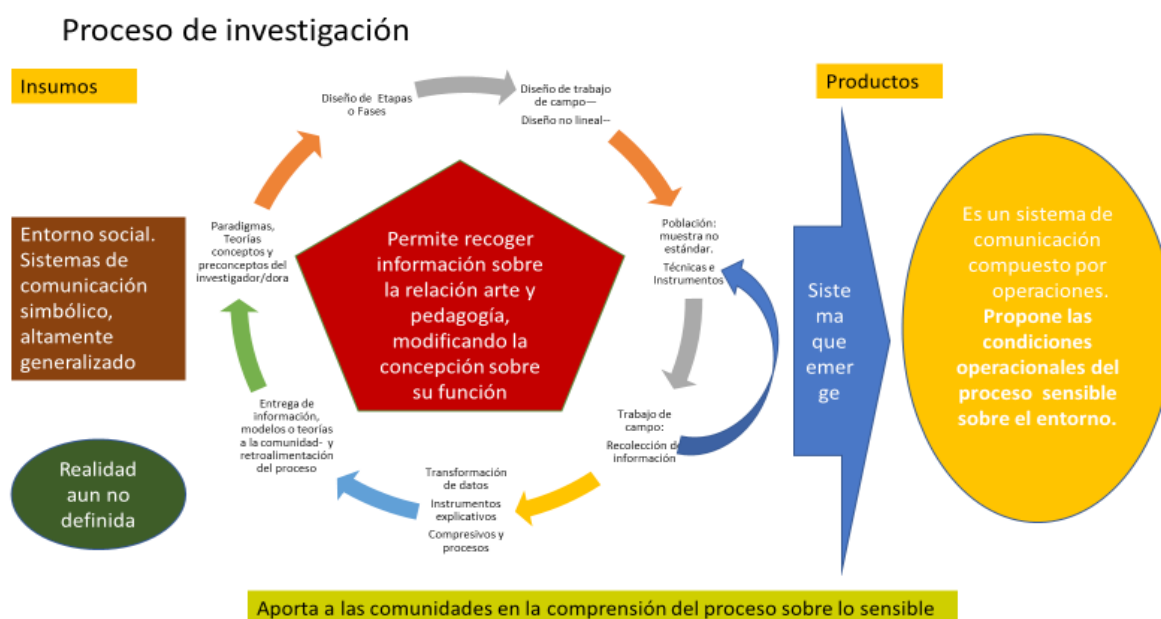 Proceso de investigación
Insumos
Productos
Diseño de Etapas
o Fases
Diseño de trabajo
de campo—
Diseño no lineal--
Población:
muestra no
estándar.
Técnicas e
Instrumentos
Trabajo de
campo:
Recolección de
información
Transformación
de datos
Instrumentos
explicativos
Compresivos y
procesos
Entrega de
información,
modelos o teorías
a la comunidad- y
retroalimentación
del proceso
Paradigmas,
Teorías
conceptos y
preconceptos del
investigador/dora
Entorno social.
Sistemas de
comunicación
simbólico,
altamente
generalizado
Realidad
aun no
definida
Permite recoger
información sobre
la relación arte y
pedagogía,
modificando la
concepción sobre
su función
Siste
ma
que
emer
ge
Es un sistema de
comunicación
compuesto por
operaciones.
Propone las
condiciones
operacionales del
proceso sensible
sobre el entorno.
Aporta a las comunidades en la comprensión del proceso sobre lo sensible